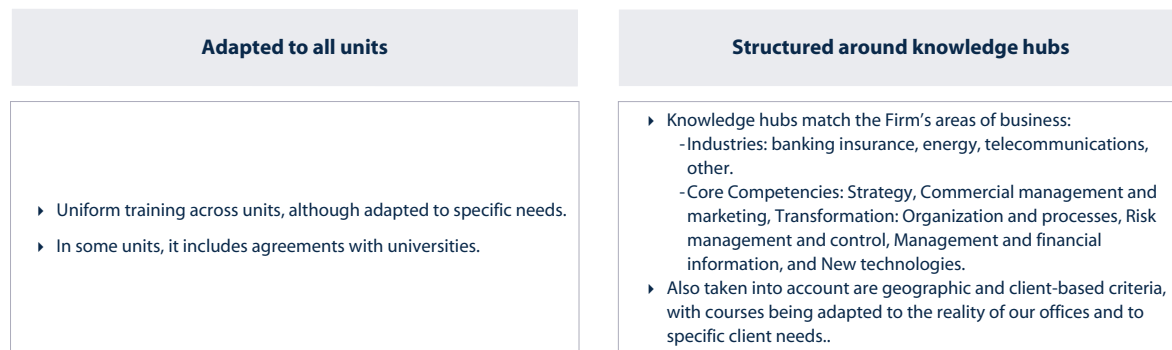 Adapted to all units
‣ Uniform training across units, although adapted to specific needs.
‣ In some units, it includes agreements with universities.
Structured around knowledge hubs
‣ Knowledge hubs match the Firm's areas of business:
-Industries: banking insurance, energy, telecommunications,
other.
-Core Competencies: Strategy, Commercial management and
marketing, Transformation: Organization and processes, Risk
management and control, Management and financial
information, and New technologies.
‣ Also taken into account are geographic and client-based criteria,
with courses being adapted to the reality of our offices and to
specific client needs..